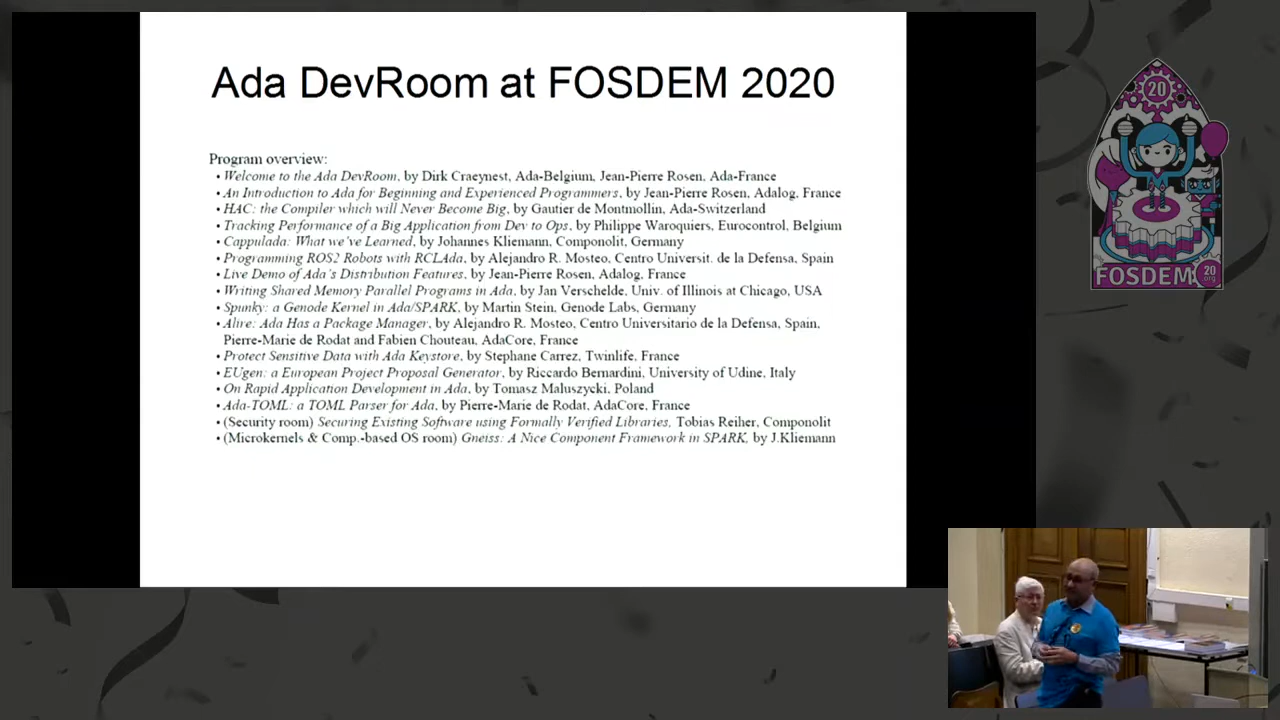 Ada DevRoom at FOSDEM 2020
Program overview:
• Welcome to the Ada DevRoom, by Dirk Craeynest, Ada-Belgium, Jean-Pierre Rosen, Ada-France
• An Introduction to Ada for Beginning and Experienced Programmers, by Jean-Pierre Rosen, Adalog, France
• HAC: the Compiler which will Never Become Big, by Gautier de Montmollin, Ada-Switzerland
• Tracking Performance of a Big Application from Dev to Ops, by Philippe Waroquiers, Eurocontrol, Belgium
• Cappulada: What we've Learned, by Johannes Kliemann, Componolit, Germany
• Programming ROS2 Robots with RCLAda, by Alejandro R. Mosteo, Centro Universit. de la Defensa, Spain
• Live Demo of Ada's Distribution Features, by Jean-Pierre Rosen, Adalog, France
• Writing Shared Memory Parallel Programs in Ada, by Jan Verschelde, Univ. of Illinois at Chicago, USA
• Spunky: a Genode Kernel in Ada/SPARK, by Martin Stein, Genode Labs, Germany
• Alire: Ada Has a Package Manager, by Alejandro R. Mosteo, Centro Universitario de la Defensa, Spain,
Pierre-Marie de Rodat and Fabien Chouteau, AdaCore, France
• Protect Sensitive Data with Ada Keystore, by Stephane Carrez, Twinlife, France
• EUgen: a European Project Proposal Generator, by Riccardo Bernardini, University of Udine, Italy
• On Rapid Application Development in Ada, by Tomasz Maluszycki, Poland
• Ada-TOML: a TOML Parser for Ada, by Pierre-Marie de Rodat, AdaCore, France
• (Security room) Securing Existing Software using Formally Verified Libraries, Tobias Reiher, Componolit
• (Microkernels & Comp.-based OS room) Gneiss: A Nice Component Framework in SPARK, by J.Kliemann
20
FOSDEM
20
.org